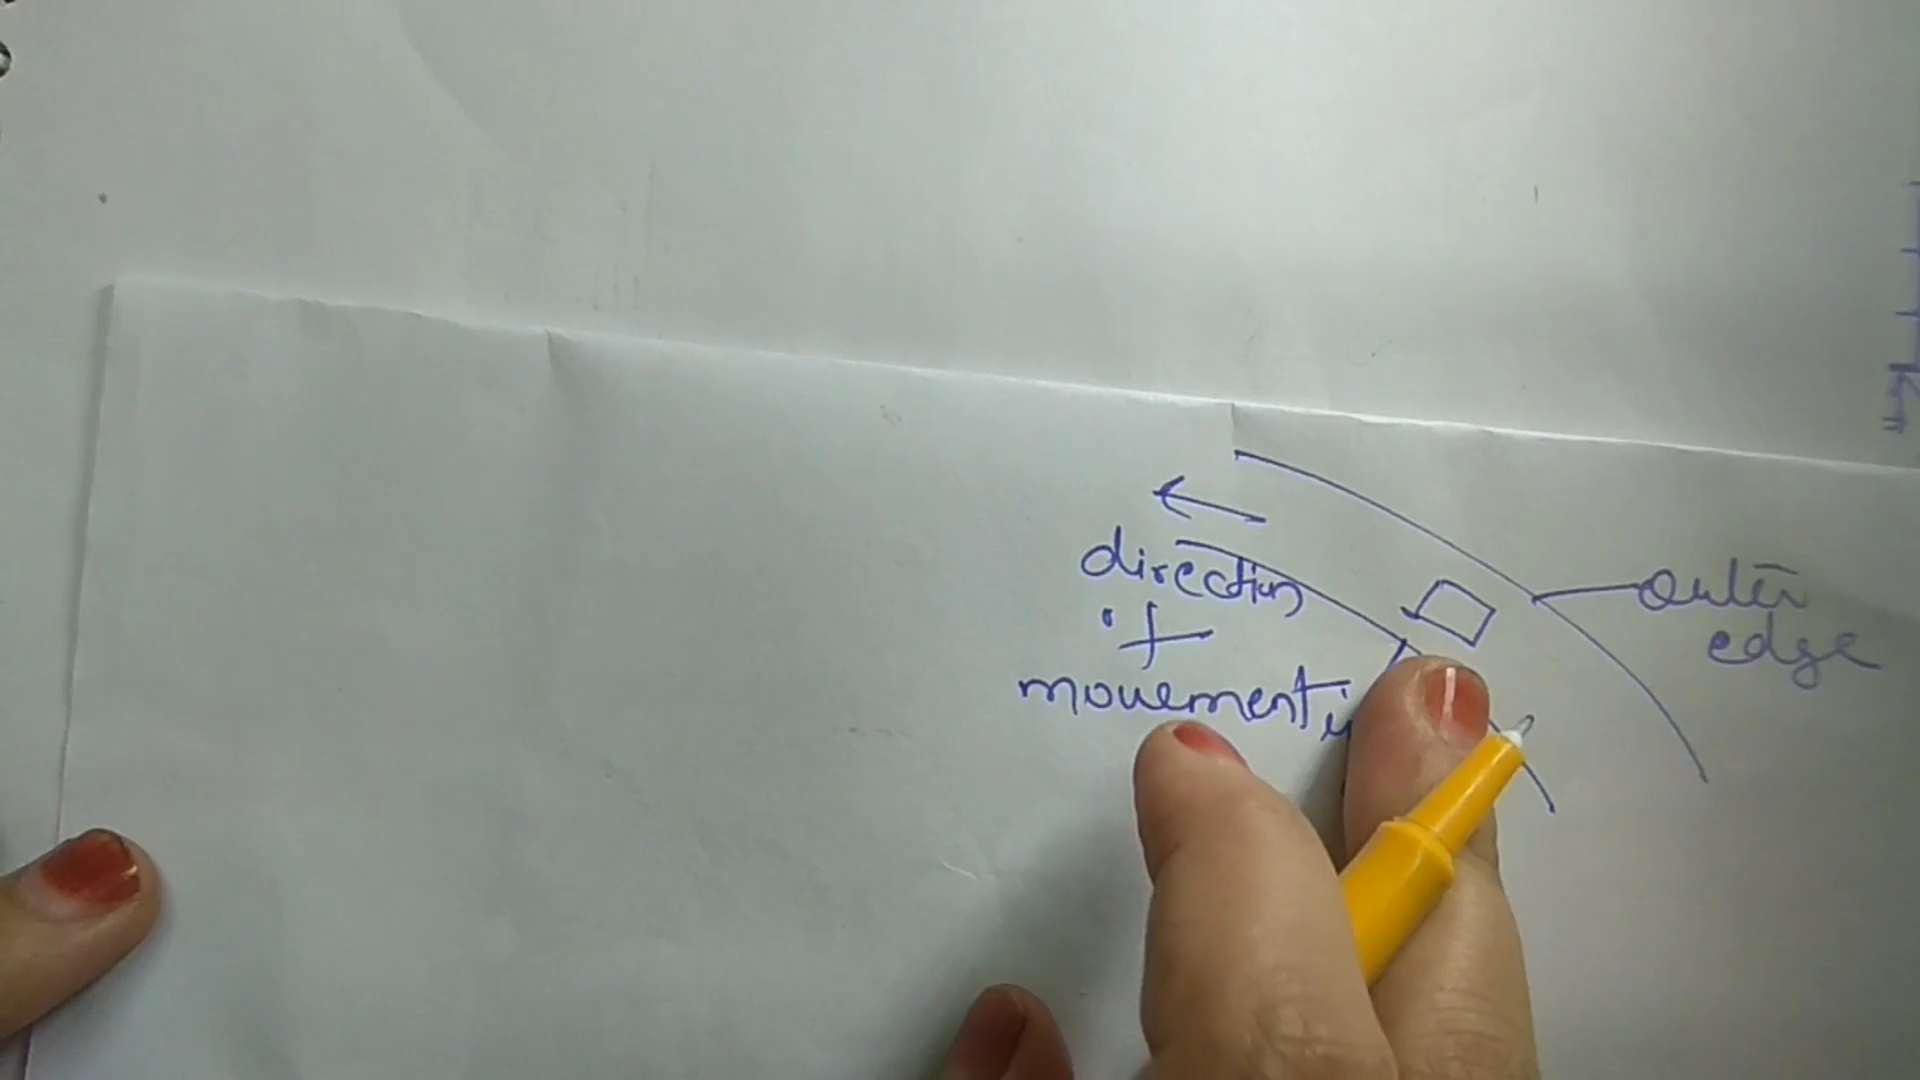 direction
of
movement
outer
edge